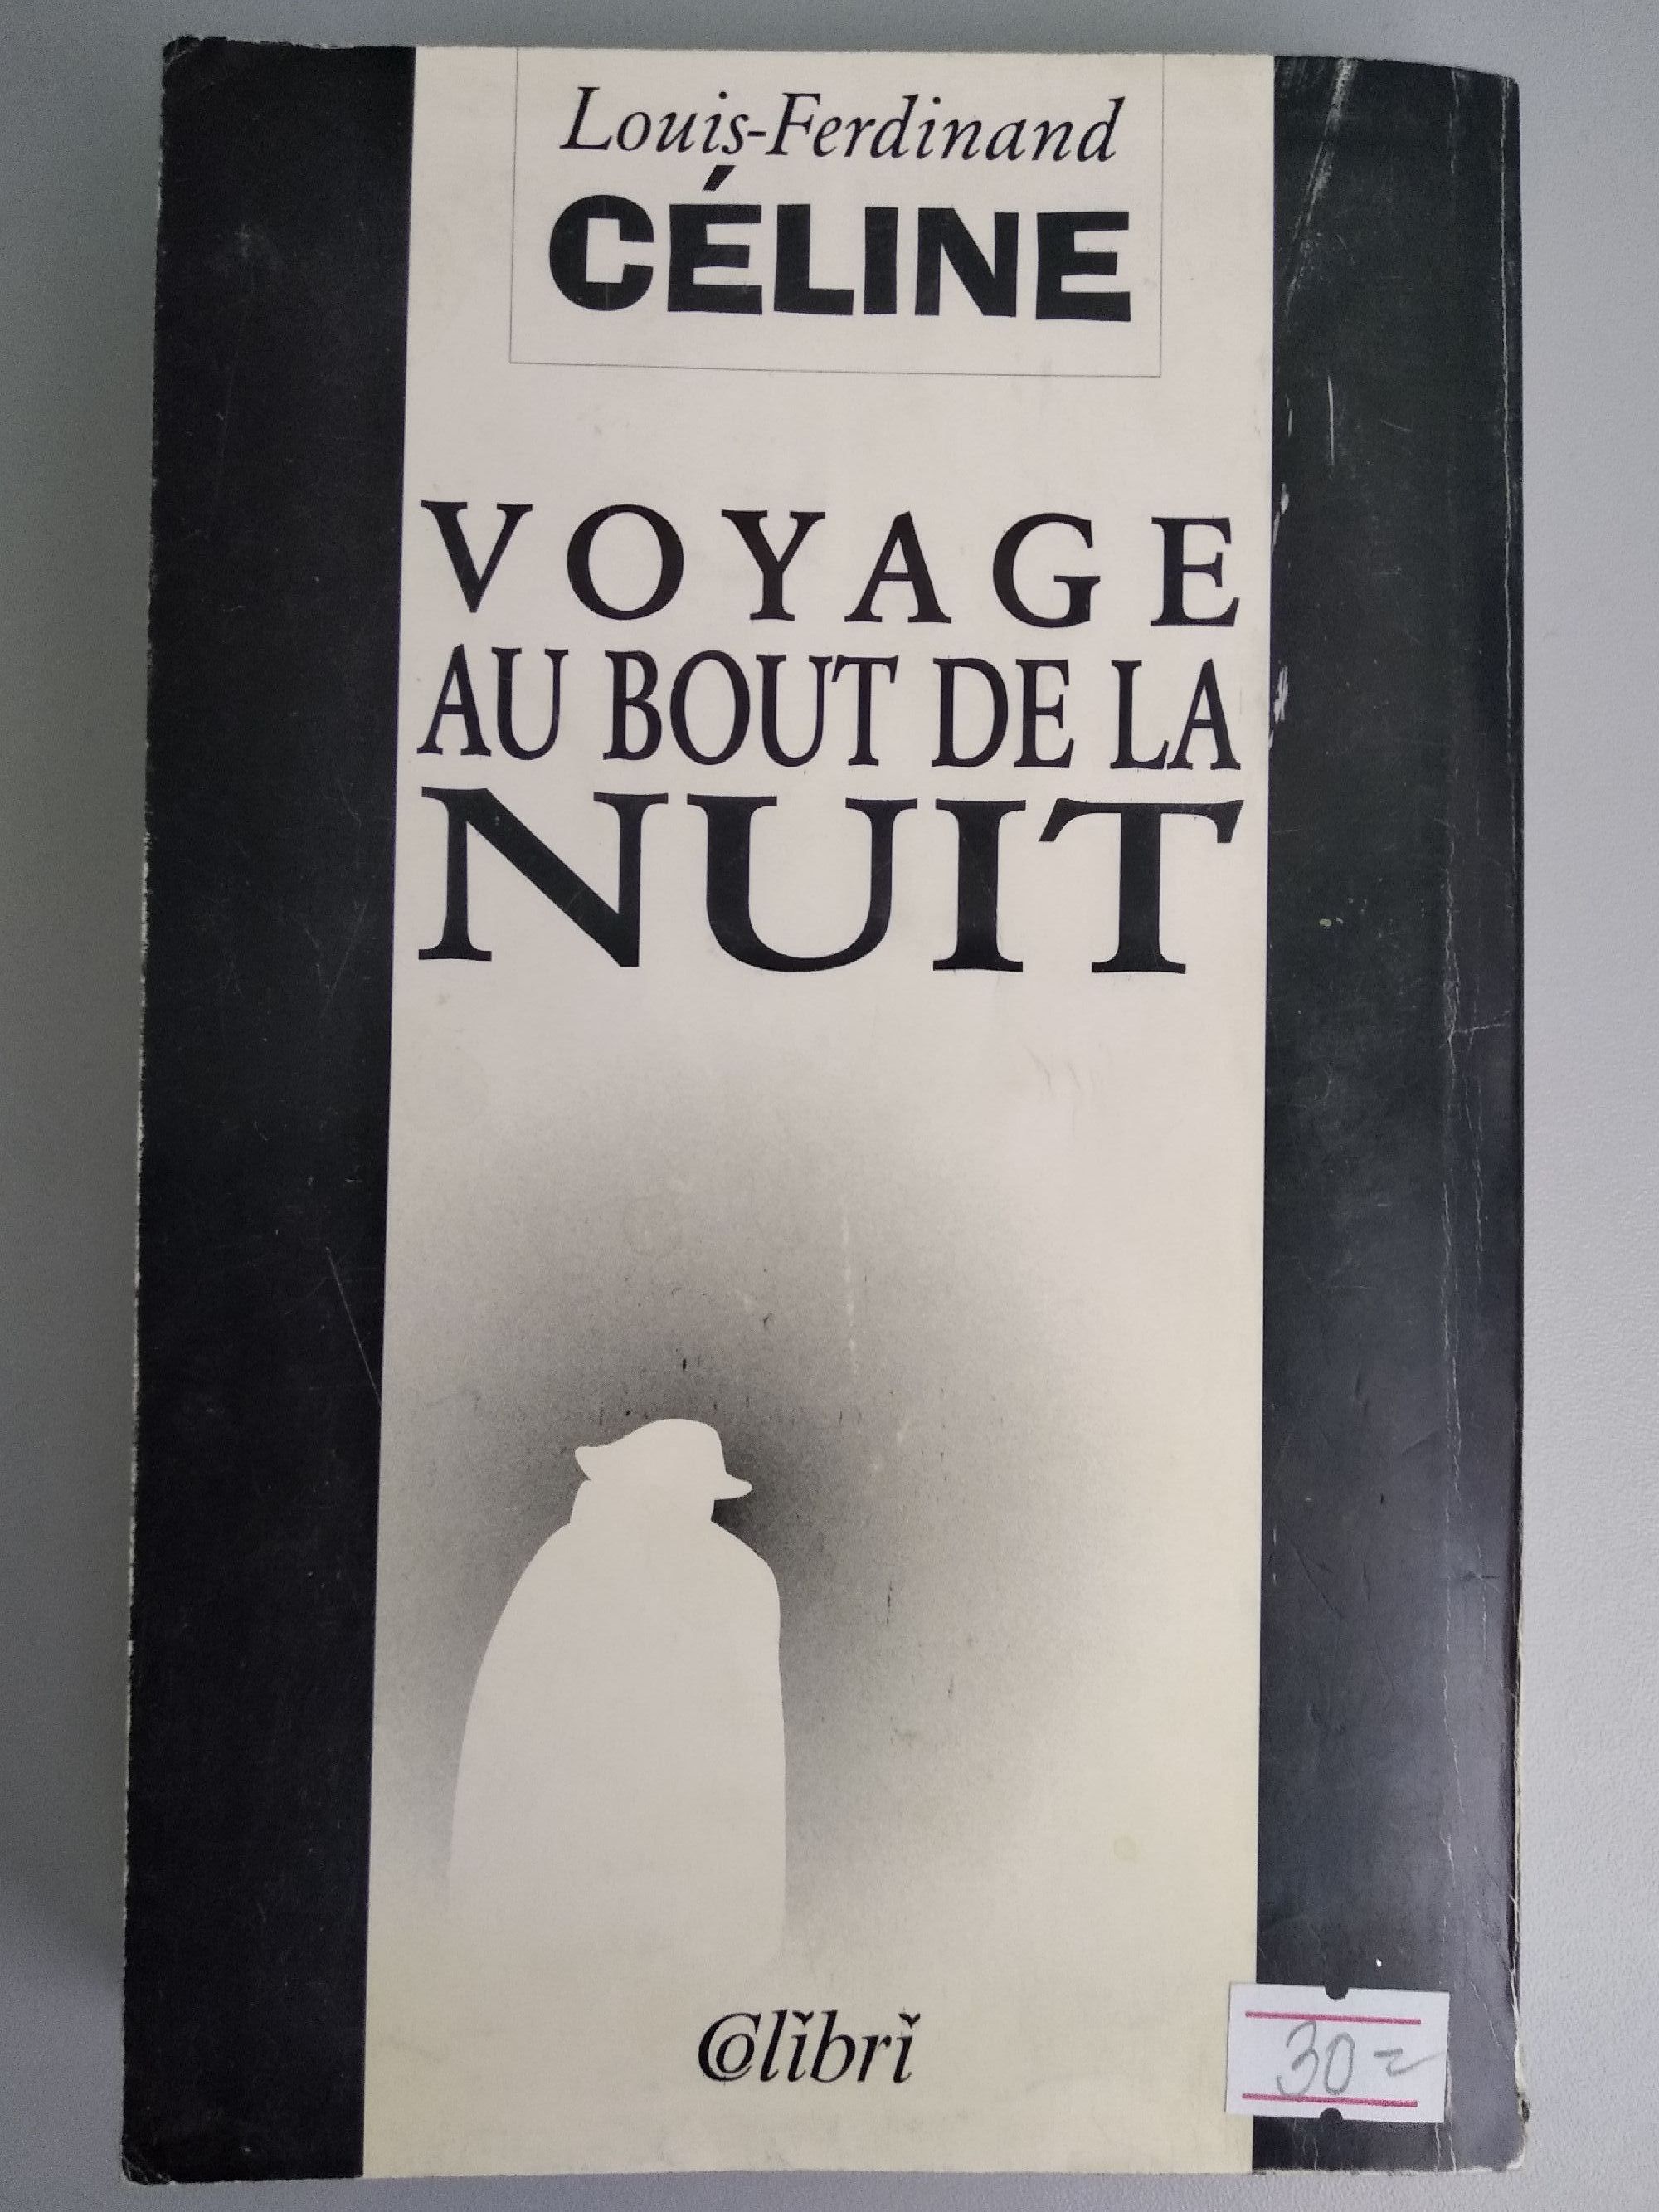 Louis-Ferdinand
CÉLINE
VOYAGE
AU BOUT DE LA
NUIT
Colibri
30=